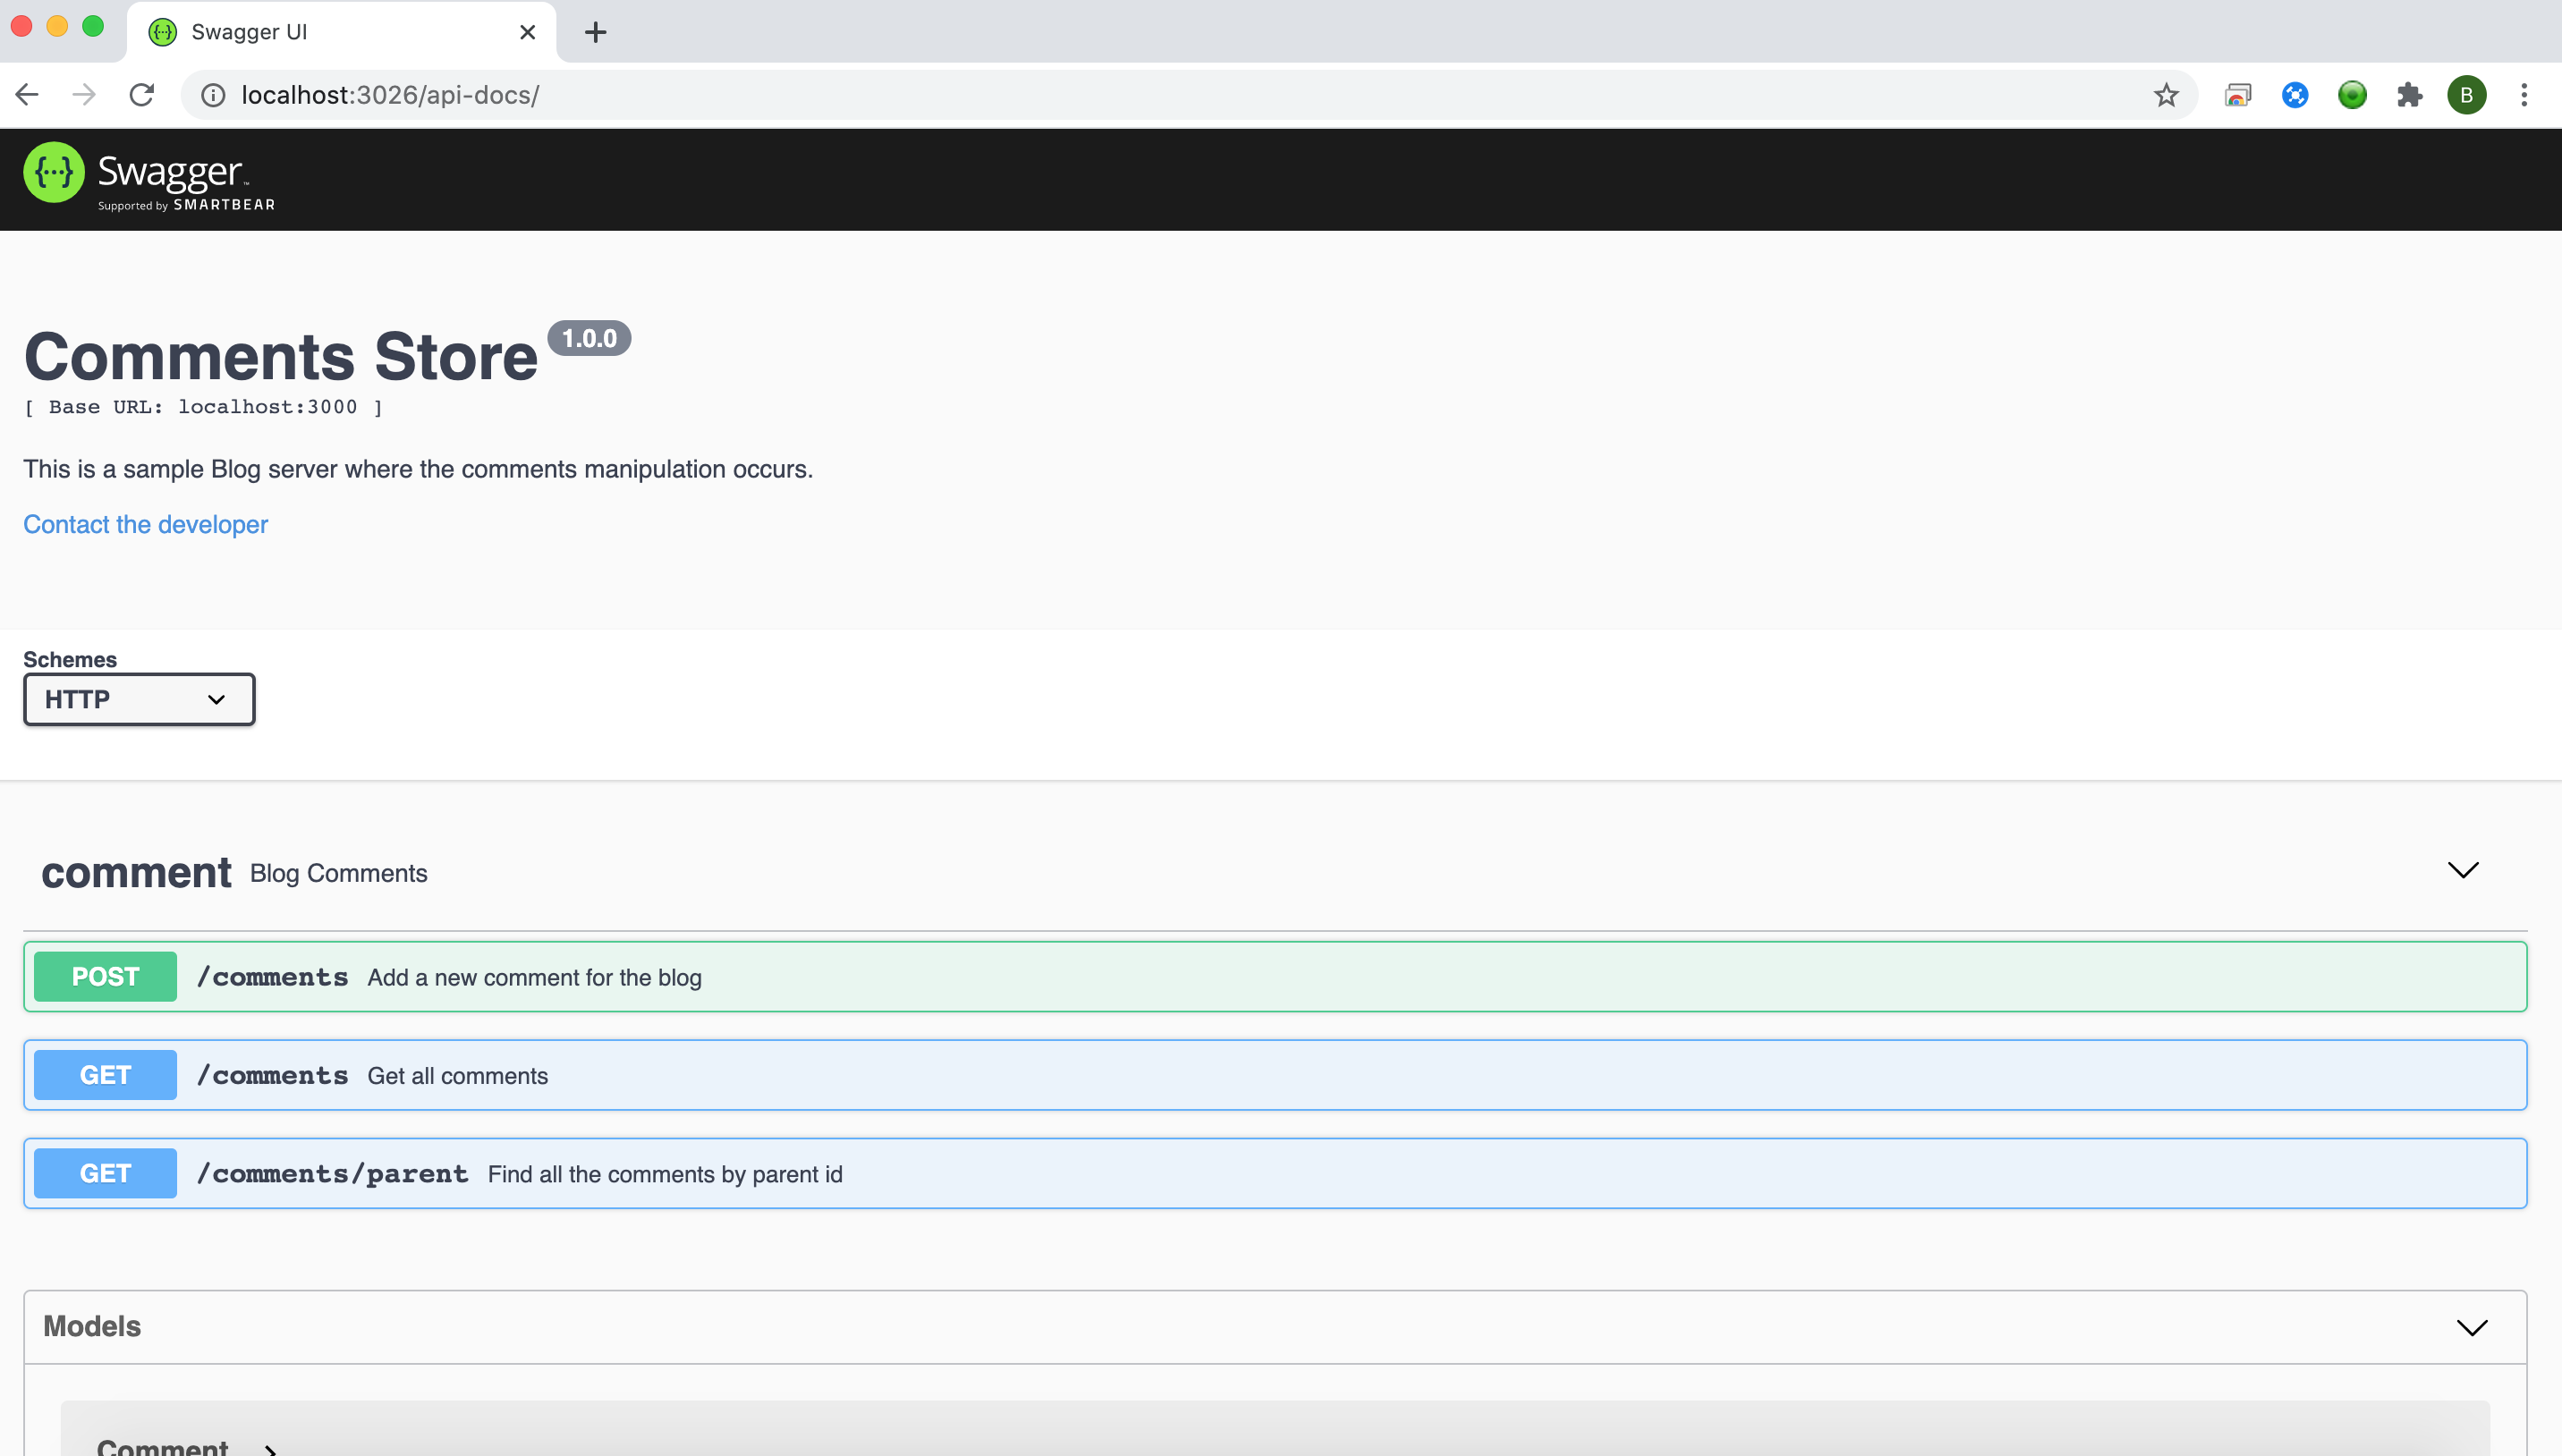 Swagger UI
localhost:3026/api-docs/
B
{···} Swagger™
Supported by SMARTBEAR
Comments Store 1.0.0
[ Base URL: localhost:3000 ]
This is a sample Blog server where the comments manipulation occurs.
Contact the developer
Schemes
HTTP
comment Blog Comments
POST /comments Add a new comment for the blog
GET /comments Get all comments
GET /comments/parent Find all the comments by parent id
Models
Comment